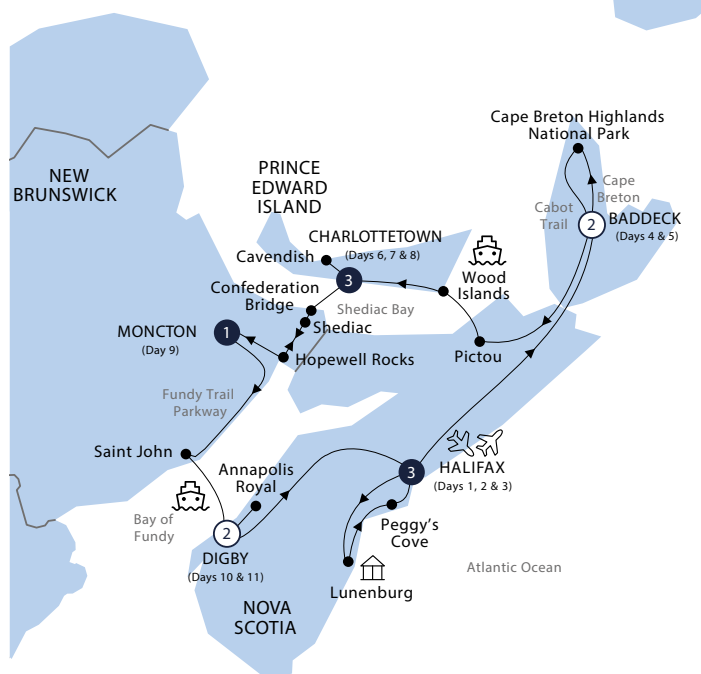 Cape Breton Highlands
National Park
NEW
BRUNSWICK
PRINCE
EDWARD
ISLAND
Cape
Breton
Cabot
Trail
2
BADDECK
(Days 4 & 5)
CHARLOTTETOWN
(Days 6, 7 & 8)
Cavendish
3
Wood
Islands
Confederation
Bridge
Shediac Bay
Shediac
1
MONCTON
(Day 9)
Hopewell Rocks
Pictou
Fundy Trail
Parkway
Saint John
Annapolis
Royal
3
HALIFAX
(Days 1, 2 & 3)
Bay of
Fundy
2
DIGBY
(Days 10 & 11)
Peggy's
Cove
Atlantic Ocean
Lunenburg
NOVA
SCOTIA